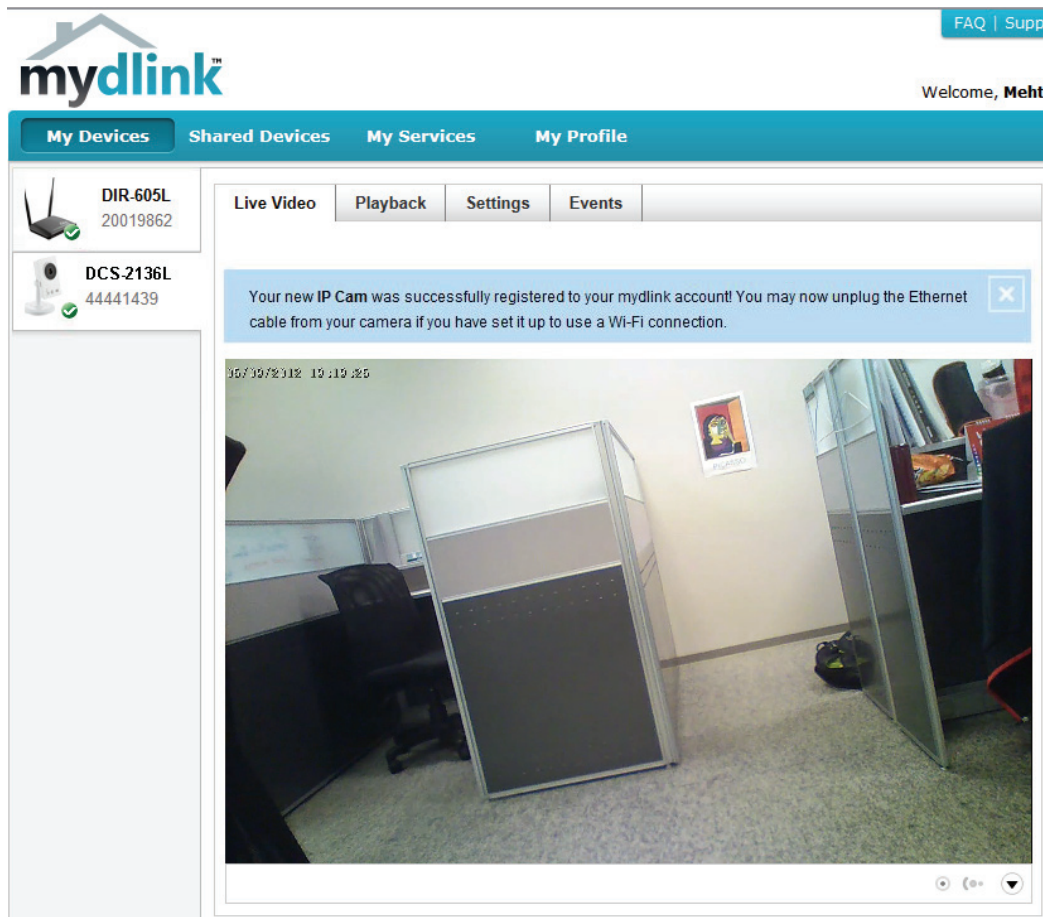 FAQ | Supp
mydlink™
Welcome, Meht
My Devices Shared Devices My Services My Profile
DIR-605L
20019862
Live Video Playback Settings Events
DCS-2136L
44441439
Your new IP Cam was successfully registered to your mydlink account! You may now unplug the Ethernet
cable from your camera if you have set it up to use a Wi-Fi connection.
PICASSO